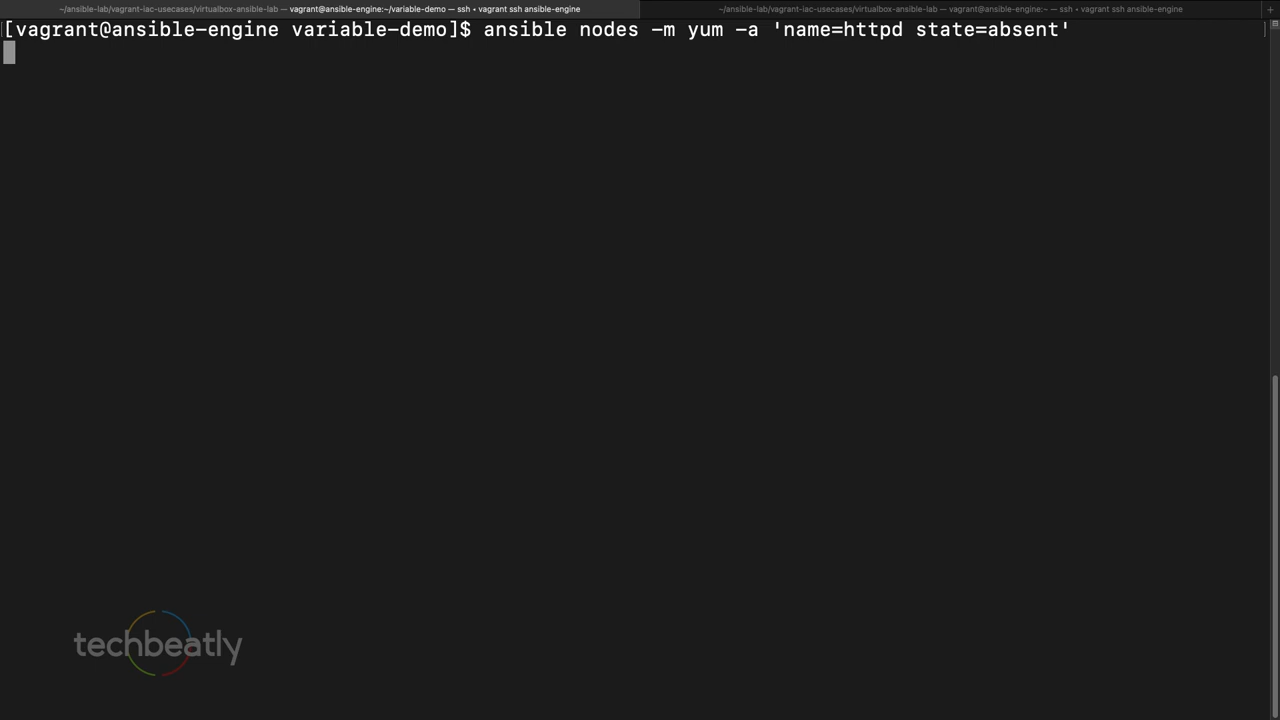 ~/ansible-lab/vagrant-iac-usecases/virtualbox-ansible-lab — vagrant@ansible-engine:~/variable-demo — ssh • vagrant ssh ansible-engine
~/ansible-lab/vagrant-iac-usecases/virtualbox-ansible-lab — vagrant@ansible-engine:~ — ssh • vagrant ssh ansible-engine
[vagrant@ansible-engine variable-demo]$ ansible nodes -m yum -a 'name=httpd state=absent'
techbeatly